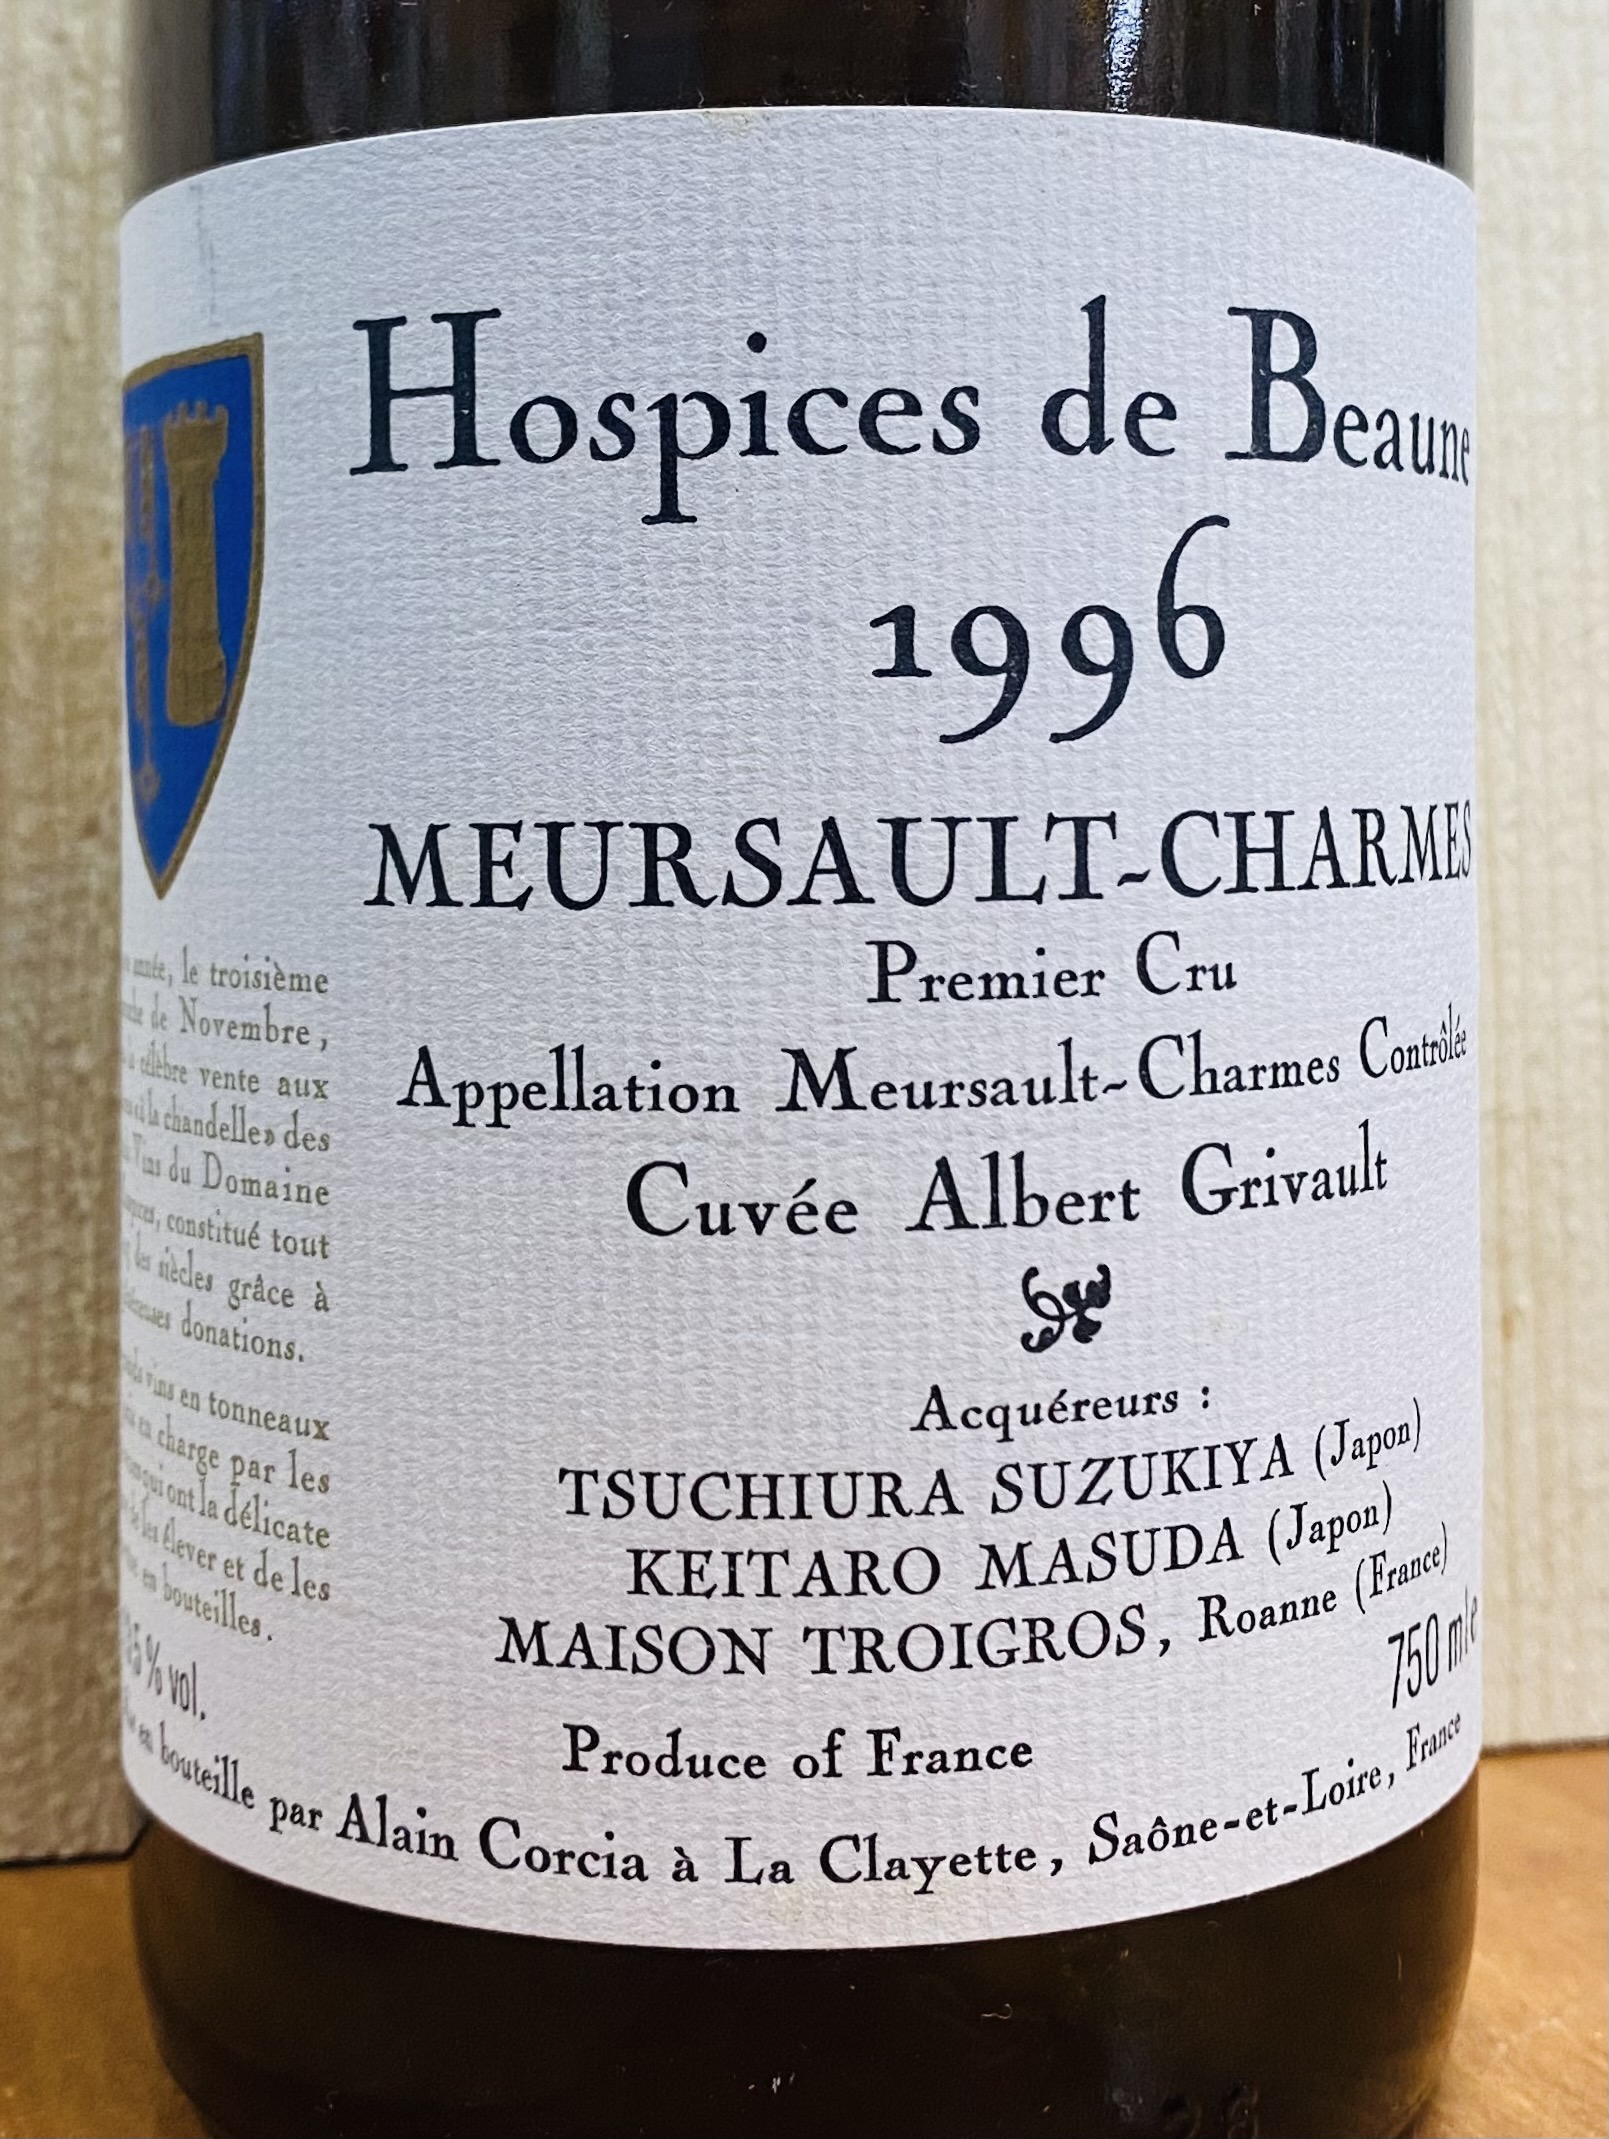 Hospices de Beaune
1996
MEURSAULT-CHARMES
Premier Cru
Appellation Meursault-Charmes Contrôlée
Cuvée Albert Grivault
Acquéreurs :
TSUCHIURA SUZUKIYA (Japon)
KEITARO MASUDA (Japon)
MAISON TROIGROS, Roanne (France)
750 ml e
Produce of France
en bouteille par Alain Corcia à La Clayette, Saône-et-Loire, France
année, le troisième
de Novembre,
célèbre vente aux
la chandelle» des
Vins du Domaine
constitué tout
des siècles grâce à
donations.
vins en tonneaux
en charge par les
qui ont la délicate
de les élever et de les
en bouteilles.
% vol.